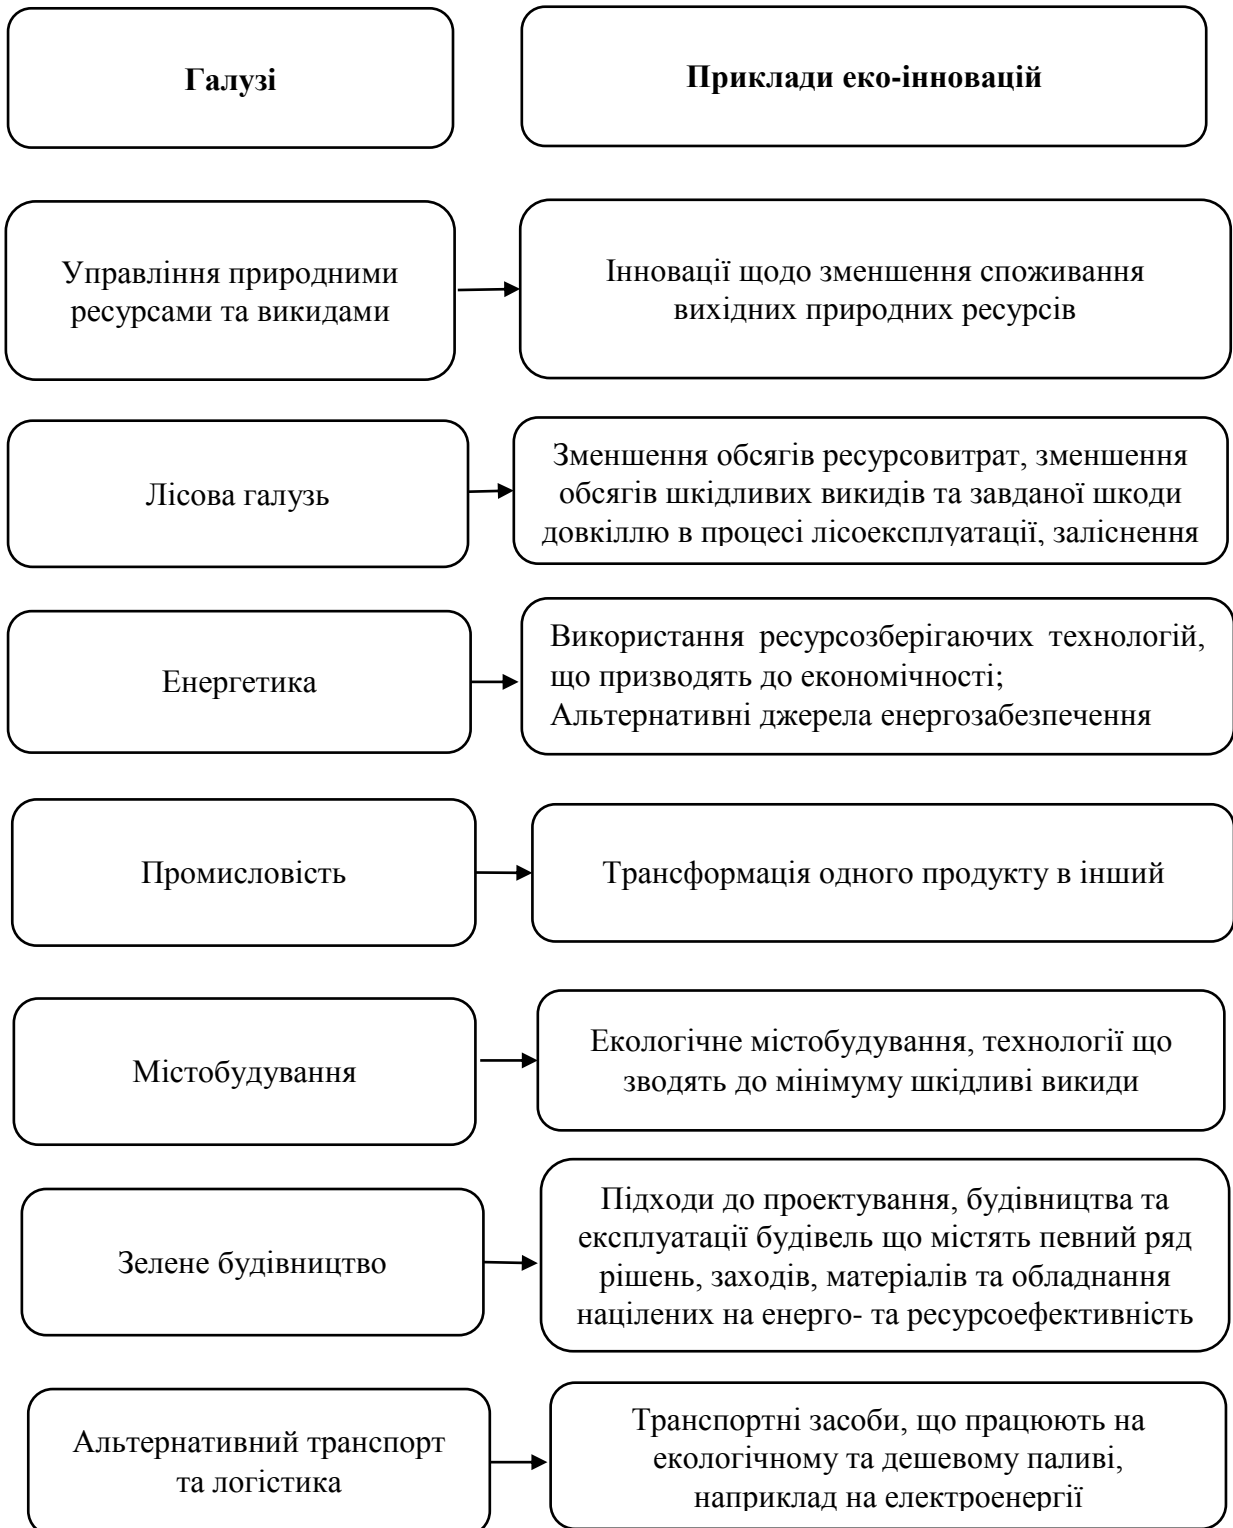 Галузі
Приклади еко-інновацій
Управління природними
ресурсами та викидами
Інновації щодо зменшення споживання
вихідних природних ресурсів
Лісова галузь
Зменшення обсягів ресурсовитрат, зменшення
обсягів шкідливих викидів та завданої шкоди
довкіллю в процесі лісоексплуатації, заліснення
Енергетика
Використання ресурсозберігаючих технологій,
що призводять до економічності;
Альтернативні джерела енергозабезпечення
Промисловість
Трансформація одного продукту в інший
Містобудування
Екологічне містобудування, технології що
зводять до мінімуму шкідливі викиди
Зелене будівництво
Підходи до проектування, будівництва та
експлуатації будівель що містять певний ряд
рішень, заходів, матеріалів та обладнання
націлених на енерго- та ресурсоефективність
Альтернативний транспорт
та логістика
Транспортні засоби, що працюють на
екологічному та дешевому паливі,
наприклад на електроенергії